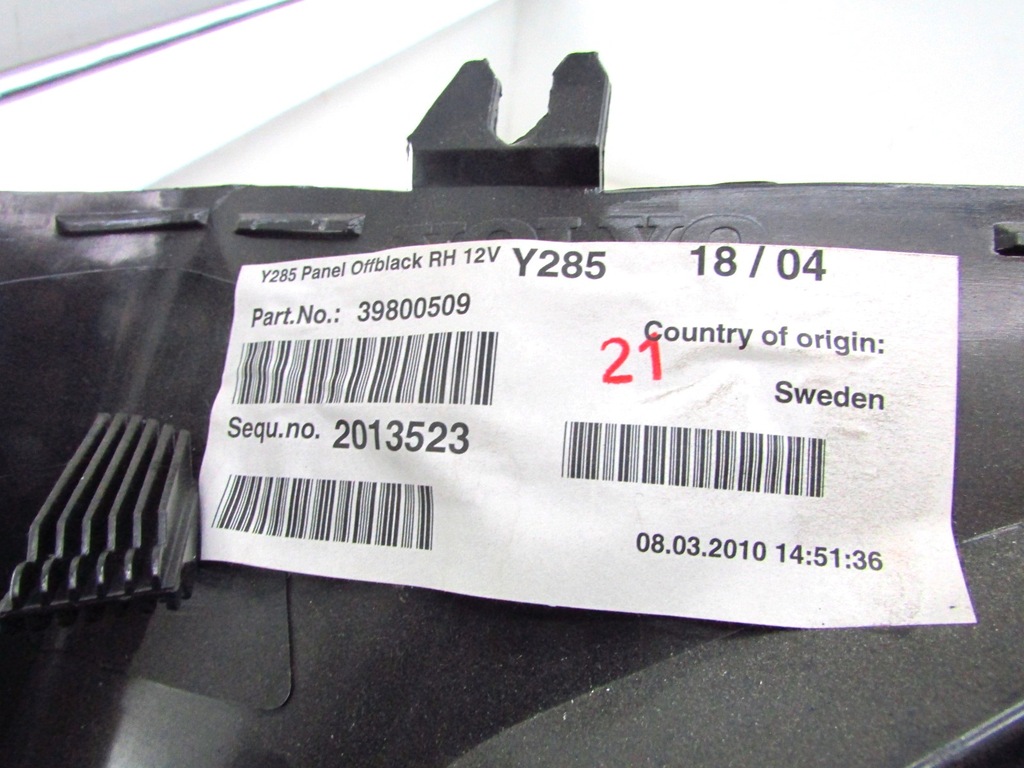 VOLVO
Y285 Panel Offblack RH 12V Y285 18 / 04
Part.No.: 39800509
Country of origin:
21
Sweden
Sequ.no. 2013523
08.03.2010 14:51:36